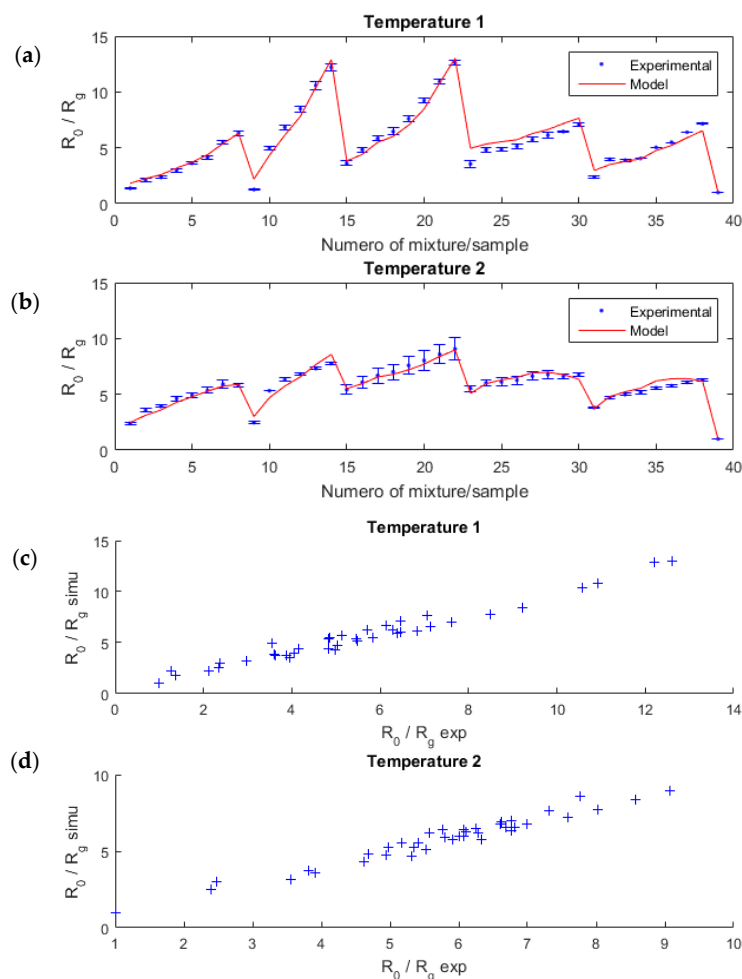 Temperature 1
(a)
15
10
5
0
R0 / Rg
Experimental
Model
0 5 10 15 20 25 30 35 40
Numero of mixture/sample
Temperature 2
(b)
15
10
5
0
R0 / Rg
Experimental
Model
0 5 10 15 20 25 30 35 40
Numero of mixture/sample
Temperature 1
(c)
15
10
5
0
R0 / Rg simu
0 2 4 6 8 10 12 14
R0 / Rg exp
Temperature 2
(d)
10
5
0
R0 / Rg simu
1 2 3 4 5 6 7 8 9 10
R0 / Rg exp